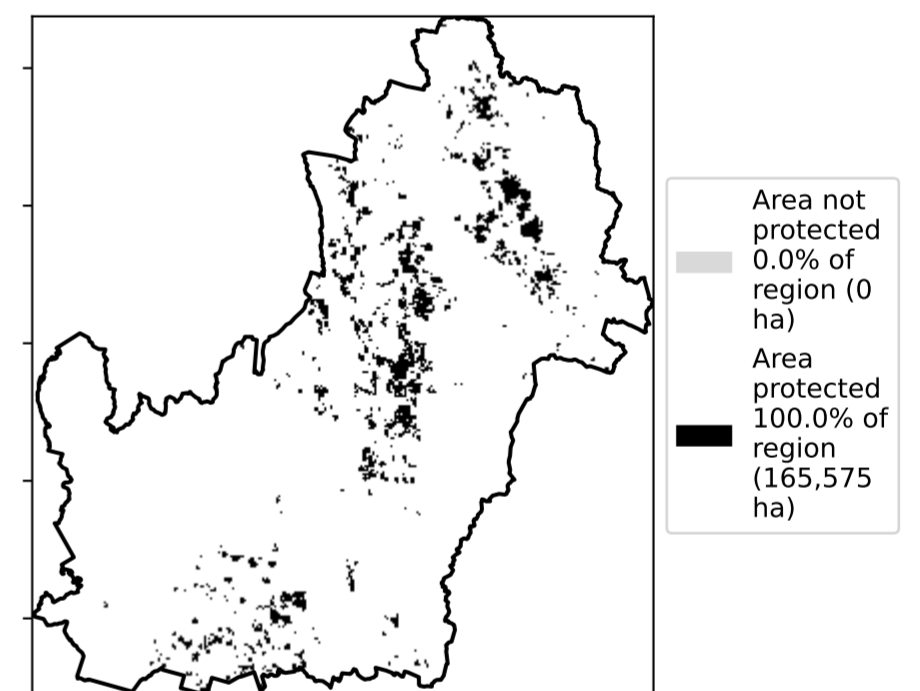 Area not
protected
0.0% of
region (0
ha)
Area
protected
100.0% of
region
(165,575
ha)